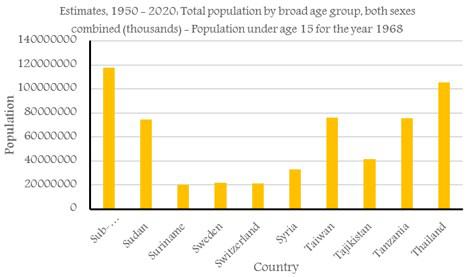 Estimates, 1950 - 2020: Total population by broad age group, both sexes
combined (thousands) - Population under age 15 for the year 1968
140000000
120000000
100000000
80000000
60000000
40000000
20000000
0
Population
Sub-...
Sudan
Suriname
Sweden
Switzerland
Syria
Taiwan
Tajikistan
Tanzania
Thailand
Country